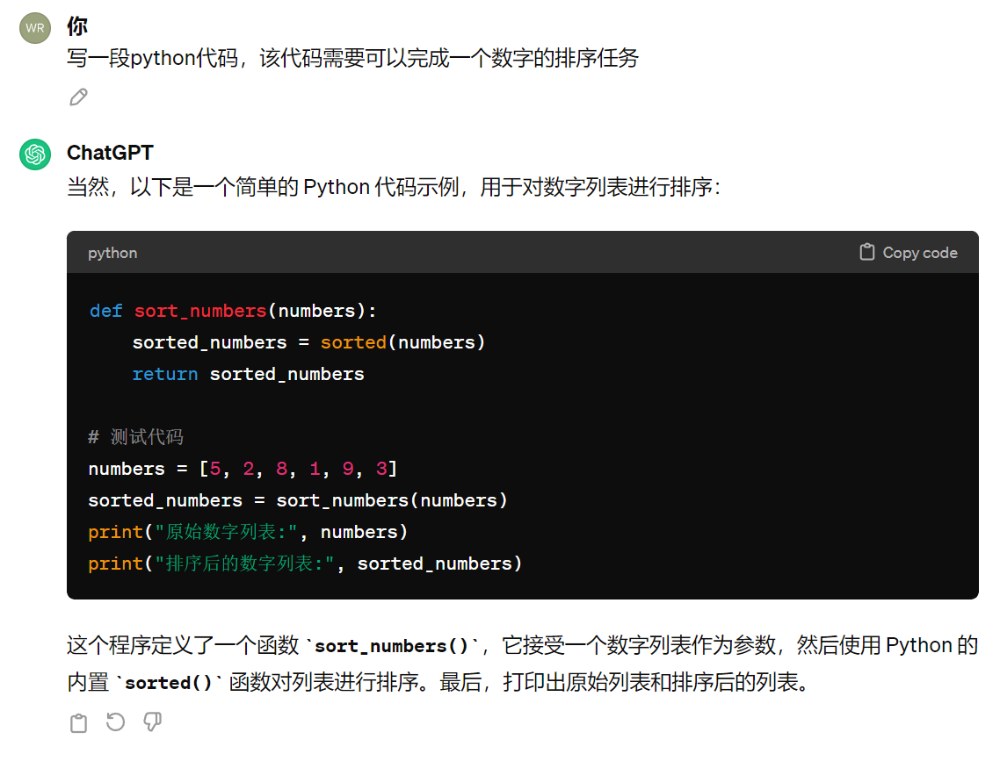 WR
你
写一段python代码，该代码需要可以完成一个数字的排序任务
ChatGPT
当然，以下是一个简单的 Python 代码示例，用于对数字列表进行排序：
python
Copy code
def sort_numbers(numbers):
    sorted_numbers = sorted(numbers)
    return sorted_numbers
# 测试代码
numbers = [5, 2, 8, 1, 9, 3]
sorted_numbers = sort_numbers(numbers)
print("原始数字列表:", numbers)
print("排序后的数字列表:", sorted_numbers)
这个程序定义了一个函数 `sort_numbers()`，它接受一个数字列表作为参数，然后使用 Python 的
内置 `sorted()` 函数对列表进行排序。最后，打印出原始列表和排序后的列表。